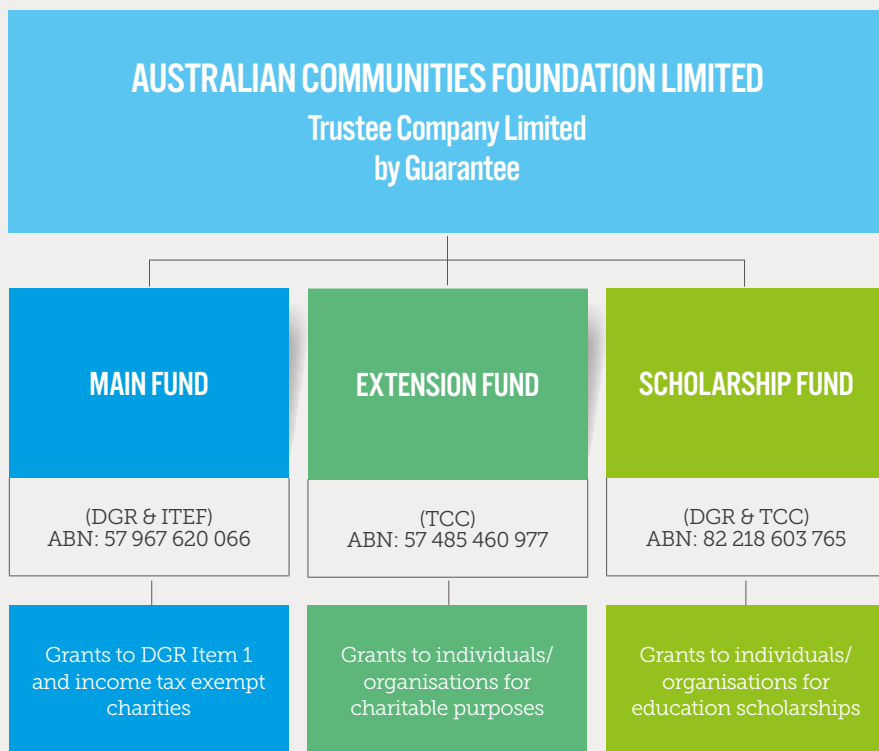 AUSTRALIAN COMMUNITIES FOUNDATION LIMITED
Trustee Company Limited
by Guarantee
MAIN FUND
(DGR & ITEF)
ABN: 57 967 620 066
Grants to DGR Item 1
and income tax exempt
charities
EXTENSION FUND
(TCC)
ABN: 57 485 460 977
Grants to individuals/
organisations for
charitable purposes
SCHOLARSHIP FUND
(DGR & TCC)
ABN: 82 218 603 765
Grants to individuals/
organisations for
education scholarships